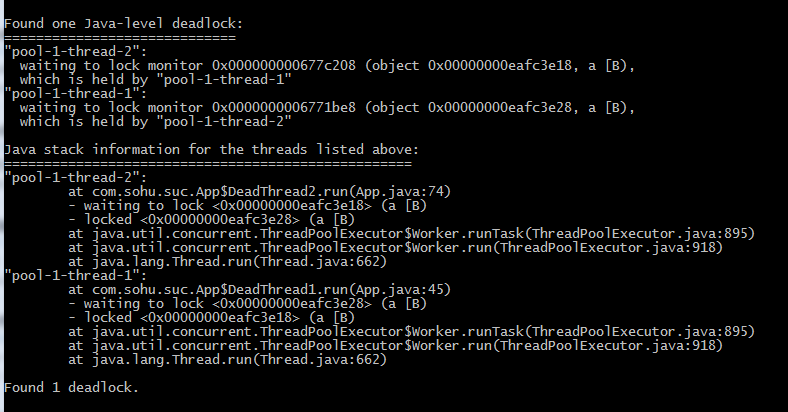 Found one Java-level deadlock:
=============================
"pool-1-thread-2":
  waiting to lock monitor 0x000000000677c208 (object 0x00000000eafc3e18, a [B),
  which is held by "pool-1-thread-1"
"pool-1-thread-1":
  waiting to lock monitor 0x0000000006771be8 (object 0x00000000eafc3e28, a [B),
  which is held by "pool-1-thread-2"
Java stack information for the threads listed above:
===================================================
"pool-1-thread-2":
        at com.sohu.suc.App$DeadThread2.run(App.java:74)
        - waiting to lock <0x00000000eafc3e18> (a [B)
        - locked <0x00000000eafc3e28> (a [B)
        at java.util.concurrent.ThreadPoolExecutor$Worker.runTask(ThreadPoolExecutor.java:895)
        at java.util.concurrent.ThreadPoolExecutor$Worker.run(ThreadPoolExecutor.java:918)
        at java.lang.Thread.run(Thread.java:662)
"pool-1-thread-1":
        at com.sohu.suc.App$DeadThread1.run(App.java:45)
        - waiting to lock <0x00000000eafc3e28> (a [B)
        - locked <0x00000000eafc3e18> (a [B)
        at java.util.concurrent.ThreadPoolExecutor$Worker.runTask(ThreadPoolExecutor.java:895)
        at java.util.concurrent.ThreadPoolExecutor$Worker.run(ThreadPoolExecutor.java:918)
        at java.lang.Thread.run(Thread.java:662)
Found 1 deadlock.